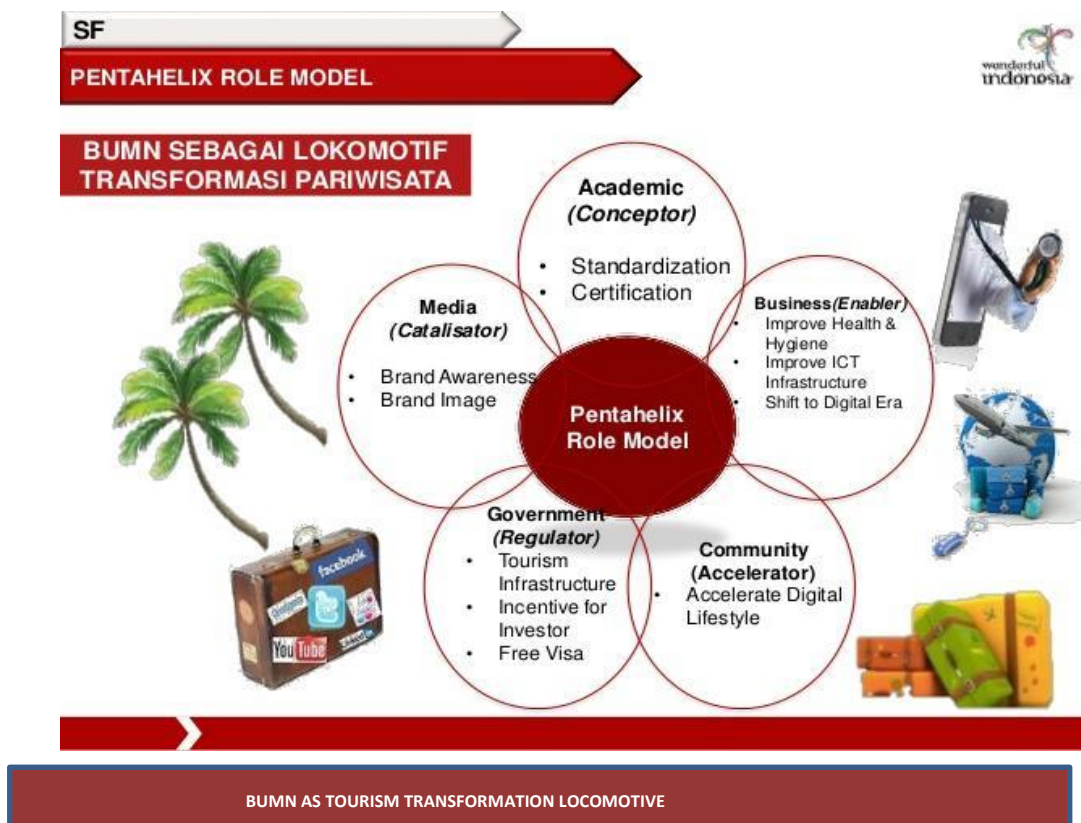 SF
PENTAHELIX ROLE MODEL
wonderful
indonesia
BUMN SEBAGAI LOKOMOTIF
TRANSFORMASI PARIWISATA
Academic
(Conceptor)
• Standardization
• Certification
Media
(Catalisator)
• Brand Awareness
• Brand Image
Business(Enabler)
• Improve Health &
Hygiene
• Improve ICT
Infrastructure
• Shift to Digital Era
Pentahelix
Role Model
Government
(Regulator)
• Tourism
Infrastructure
• Incentive for
Investor
• Free Visa
Community
(Accelerator)
• Accelerate Digital
Lifestyle
facebook
YouTube
BUMN AS TOURISM TRANSFORMATION LOCOMOTIVE